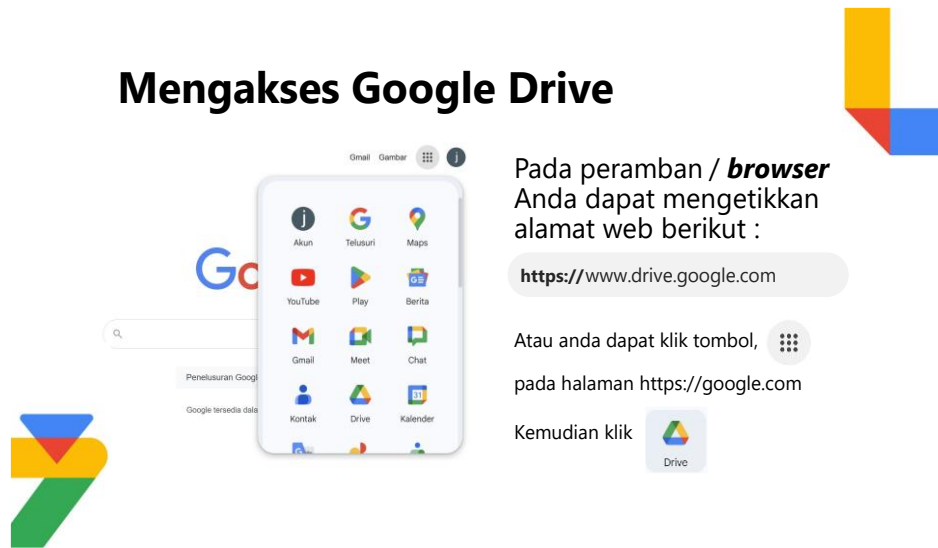 Mengakses Google Drive
Gmail Gambar j
j
Akun Telusuri Maps
YouTube Play Berita
Gmail Meet Chat
31
Kontak Drive Kalender
Go
Penelusuran Googl
Google tersedia dala
Pada peramban / browser
Anda dapat mengetikkan
alamat web berikut :
https://www.drive.google.com
Atau anda dapat klik tombol,
pada halaman https://google.com
Kemudian klik
Drive